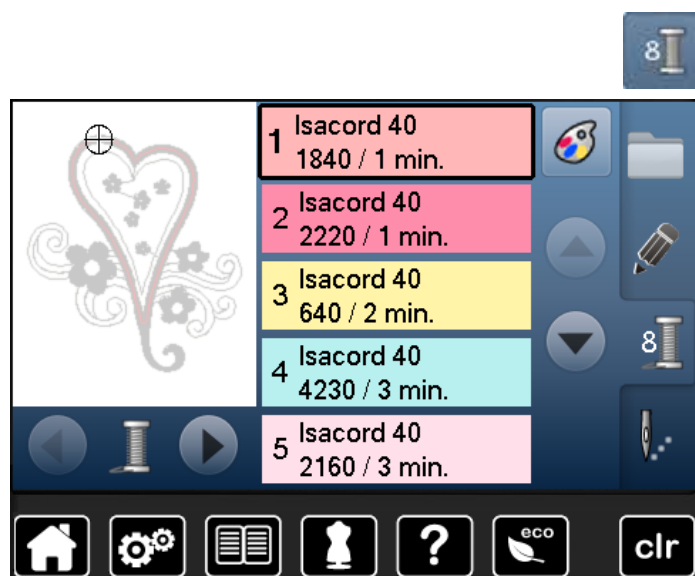 8
1 Isacord 40
1840 / 1 min.
2 Isacord 40
2220 / 1 min.
3 Isacord 40
640 / 2 min.
4 Isacord 40
4230 / 3 min.
5 Isacord 40
2160 / 3 min.
8
?
eco
clr